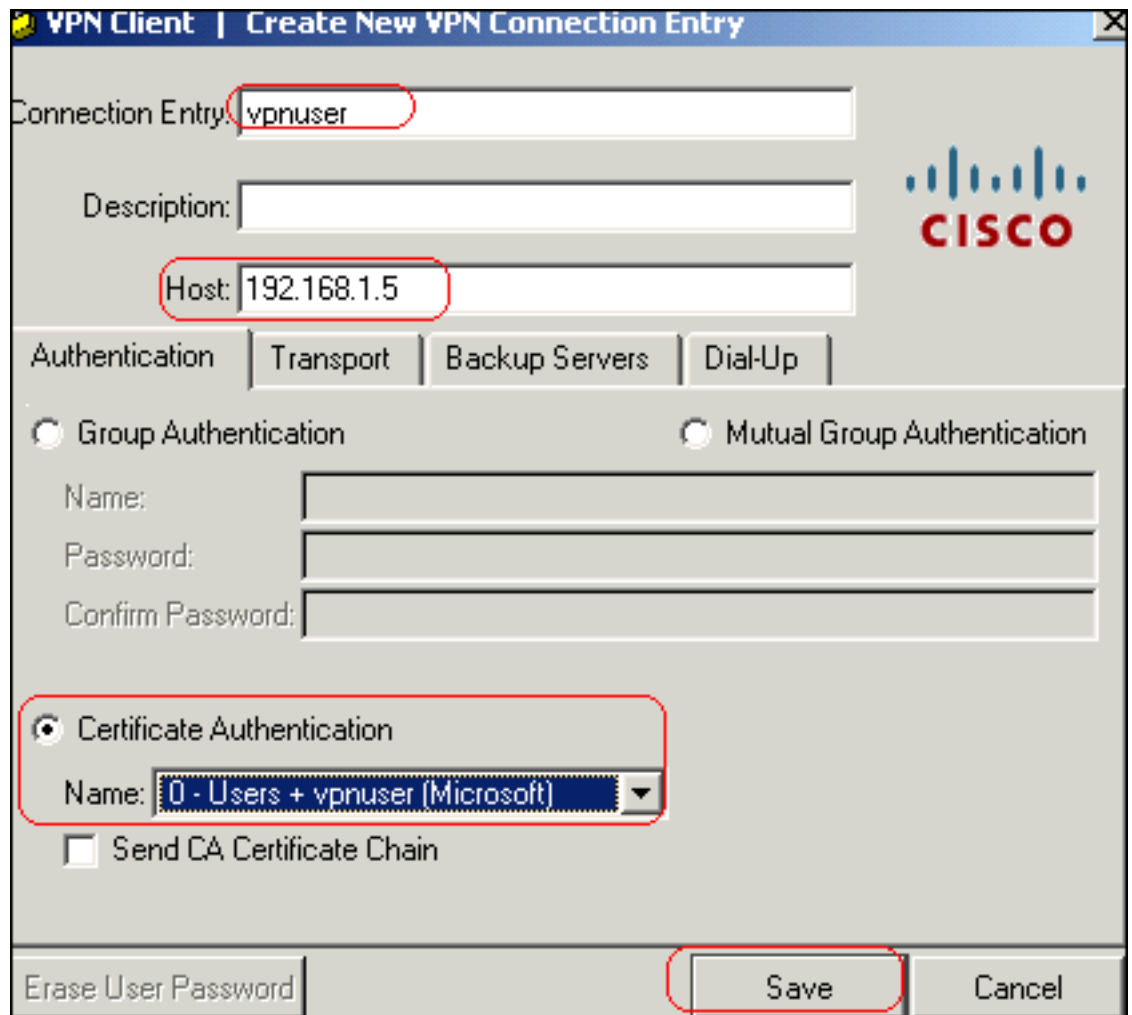 VPN Client | Create New VPN Connection Entry
Connection Entry: vpnuser
Description:
CISCO
Host: 192.168.1.5
Authentication Transport Backup Servers Dial-Up
Group Authentication Mutual Group Authentication
Name:
Password:
Confirm Password:
Certificate Authentication
Name: 0 - Users + vpnuser (Microsoft)
Send CA Certificate Chain
Erase User Password Save Cancel